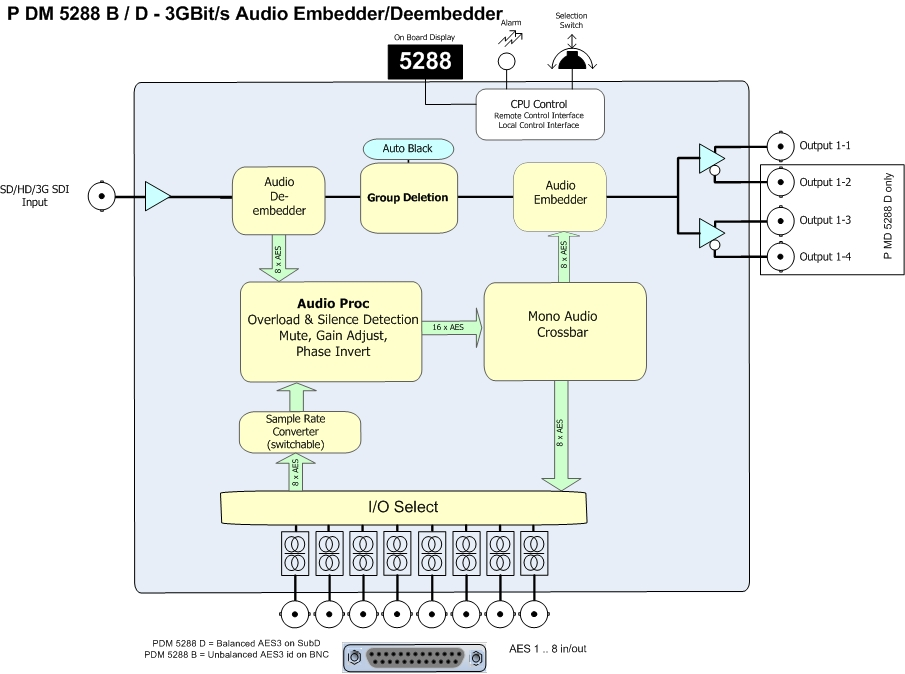 P DM 5288 B / D - 3GBit/s Audio Embedder/Deembedder
Alarm
Selection
Switch
On Board Display
5288
CPU Control
Remote Control Interface
Local Control Interface
Auto Black
SD/HD/3G SDI
Input
Audio
De-
embedder
Group Deletion
Audio
Embedder
Output 1-1
Output 1-2
Output 1-3
Output 1-4
P MD 5288 D only
8 x AES
8 x AES
Audio Proc
Overload & Silence Detection
Mute, Gain Adjust,
Phase Invert
16 x AES
Mono Audio
Crossbar
Sample Rate
Converter
(switchable)
8 x AES
8 x AES
I/O Select
PDM 5288 D = Balanced AES3 on SubD
PDM 5288 B = Unbalanced AES3 id on BNC
AES 1 .. 8 in/out